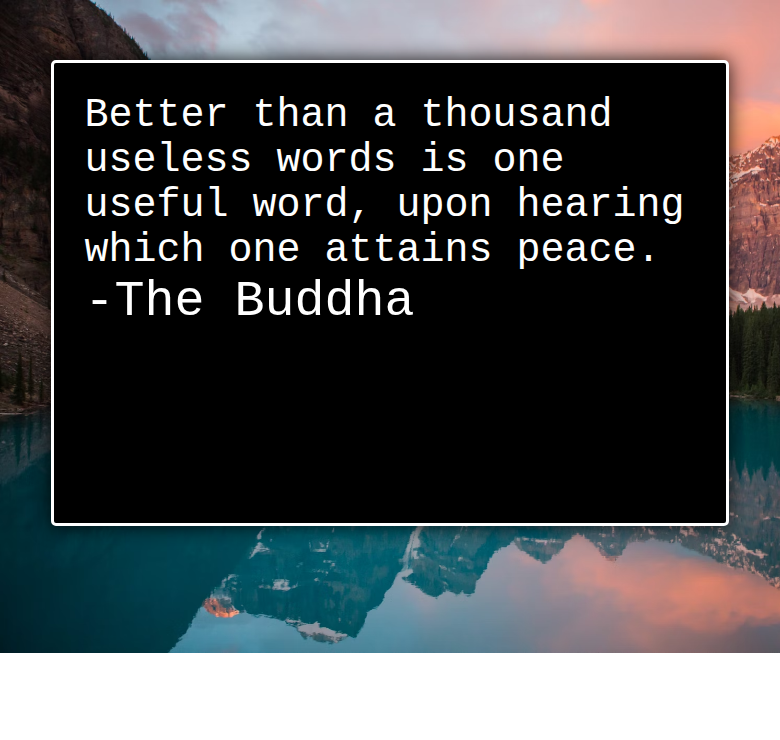 Better than a thousand
useless words is one
useful word, upon hearing
which one attains peace.
-The Buddha